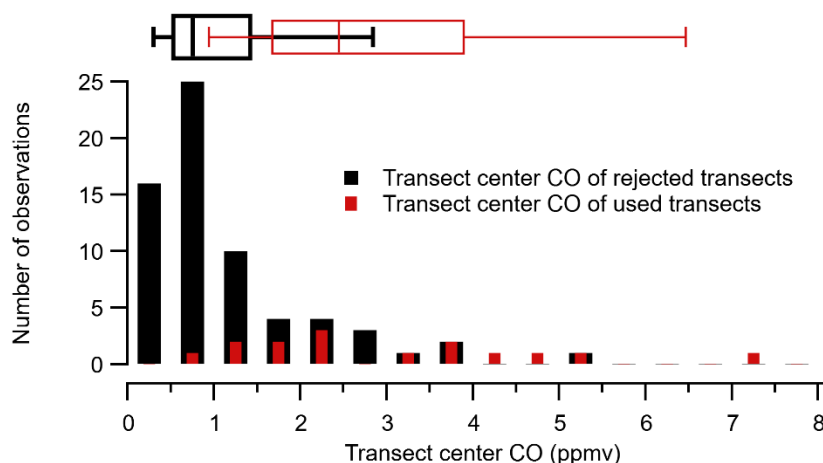 25
20
15
10
5
0
Number of observations
Transect center CO of rejected transects
Transect center CO of used transects
0 1 2 3 4 5 6 7 8
Transect center CO (ppmv)